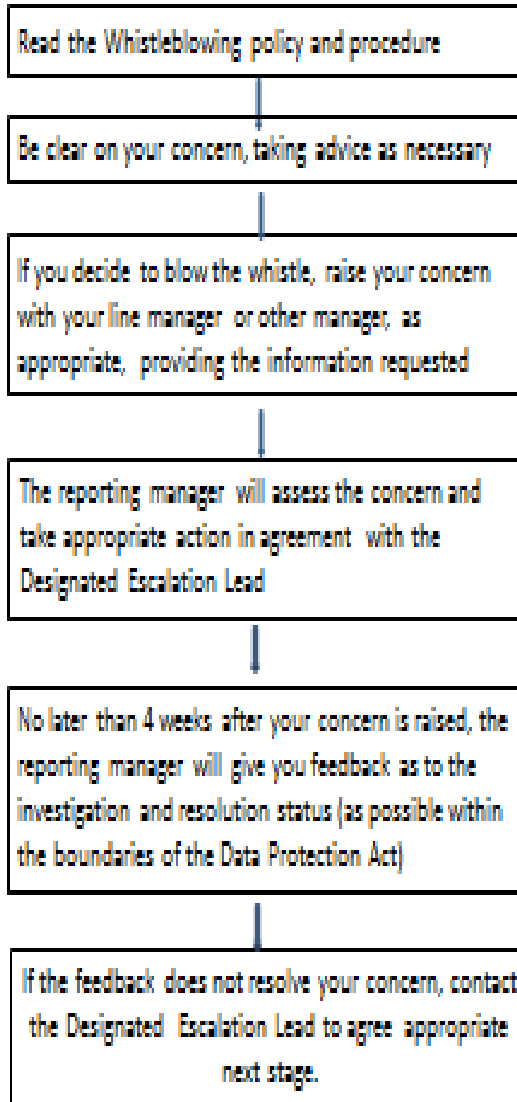 Read the Whistleblowing policy and procedure
Be clear on your concern, taking advice as necessary
If you decide to blow the whistle, raise your concern
with your line manager or other manager, as
appropriate, providing the information requested
The reporting manager will assess the concern and
take appropriate action in agreement with the
Designated Escalation Lead
No later than 4 weeks after your concern is raised, the
reporting manager will give you feedback as to the
investigation and resolution status (as possible within
the boundaries of the Data Protection Act)
If the feedback does not resolve your concern, contact
the Designated Escalation Lead to agree appropriate
next stage.